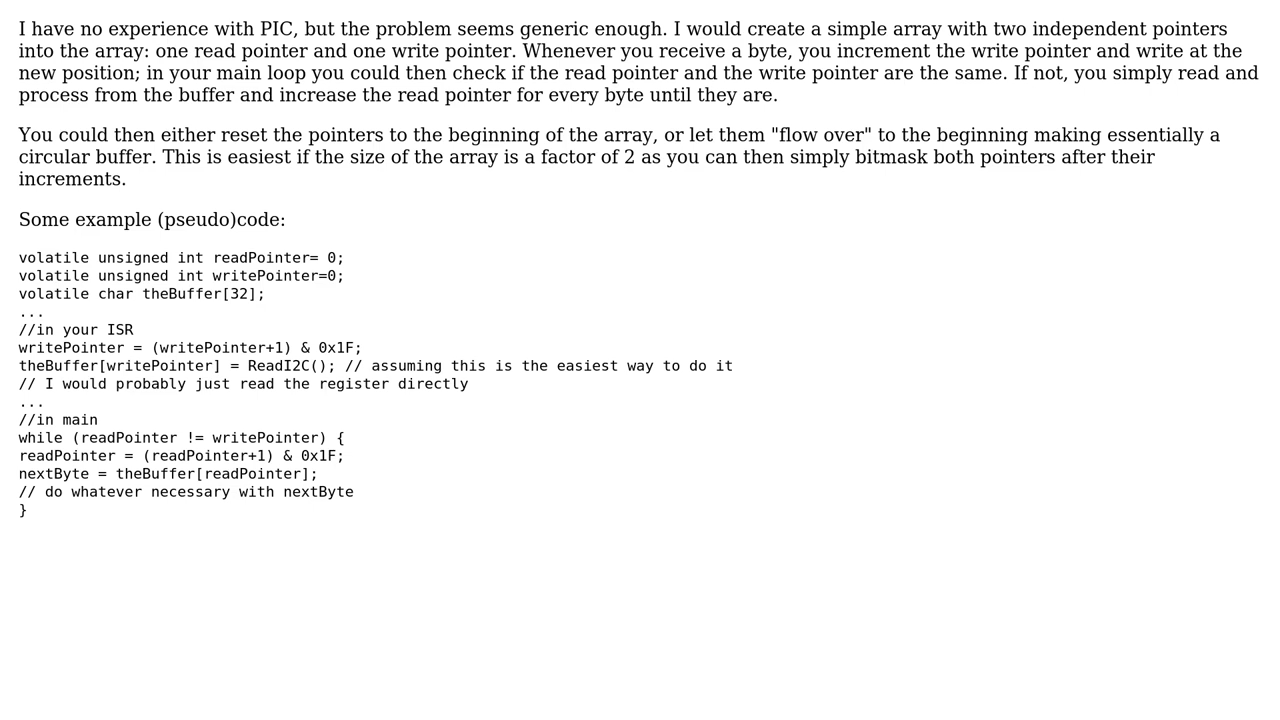 I have no experience with PIC, but the problem seems generic enough. I would create a simple array with two independent pointers
into the array: one read pointer and one write pointer. Whenever you receive a byte, you increment the write pointer and write at the
new position; in your main loop you could then check if the read pointer and the write pointer are the same. If not, you simply read and
process from the buffer and increase the read pointer for every byte until they are.
You could then either reset the pointers to the beginning of the array, or let them "flow over" to the beginning making essentially a
circular buffer. This is easiest if the size of the array is a factor of 2 as you can then simply bitmask both pointers after their
increments.
Some example (pseudo)code:
volatile unsigned int readPointer= 0;
volatile unsigned int writePointer=0;
volatile char theBuffer[32];
...
//in your ISR
writePointer = (writePointer+1) & 0x1F;
theBuffer[writePointer] = ReadI2C(); // assuming this is the easiest way to do it
// I would probably just read the register directly
...
//in main
while (readPointer != writePointer) {
readPointer = (readPointer+1) & 0x1F;
nextByte = theBuffer[readPointer];
// do whatever necessary with nextByte
}